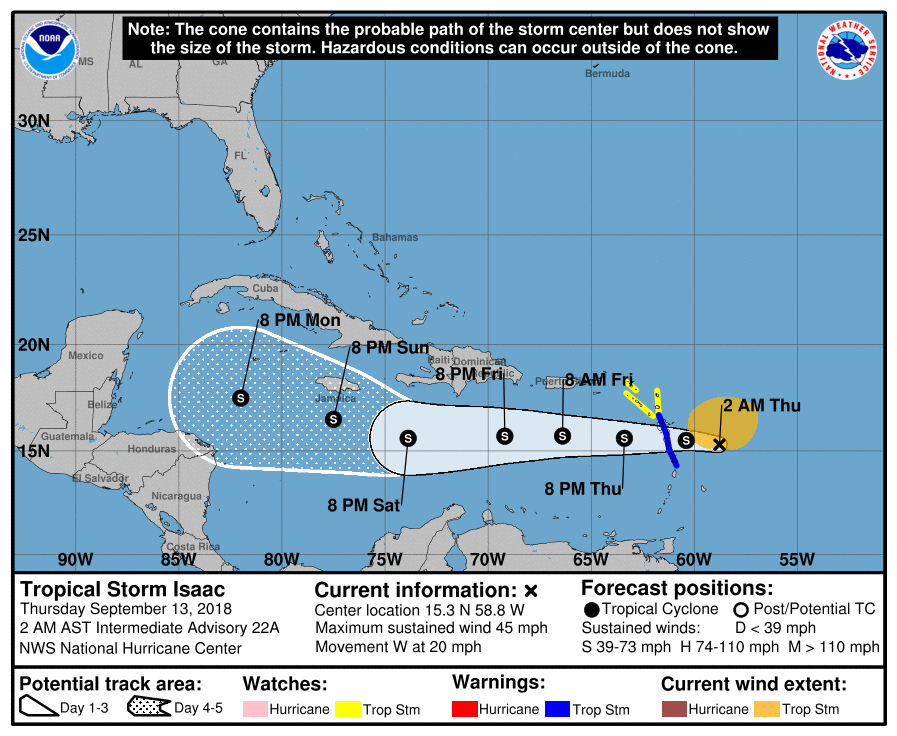 Note: The cone contains the probable path of the storm center but does not show
the size of the storm. Hazardous conditions can occur outside of the cone.
NOAA
NATIONAL WEATHER SERVICE
MS
AL
GA
Bermuda
30N
FL
25N
Bahamas
Cuba
8 PM Mon
20N
8 PM Sun
Mexico
Haiti
Dominican
Republic
8 PM Fri
Puerto
8 AM Fri
Jamaica
Belize
2 AM Thu
S
S
S
S
S
S
S
Guatemala
15N
Honduras
El Salvador
8 PM Thu
Nicaragua
8 PM Sat
Costa Rica
90W
85W
80W
75W
70W
65W
60W
55W
Tropical Storm Isaac
Thursday September 13, 2018
2 AM AST Intermediate Advisory 22A
NWS National Hurricane Center
Current information: ×
Center location 15.3 N 58.8 W
Maximum sustained wind 45 mph
Movement W at 20 mph
Forecast positions:
Tropical Cyclone
Post/Potential TC
Sustained winds: D < 39 mph
S 39-73 mph H 74-110 mph M > 110 mph
Potential track area:
Day 1-3
Day 4-5
Watches:
Hurricane
Trop Stm
Warnings:
Hurricane
Trop Stm
Current wind extent:
Hurricane
Trop Stm